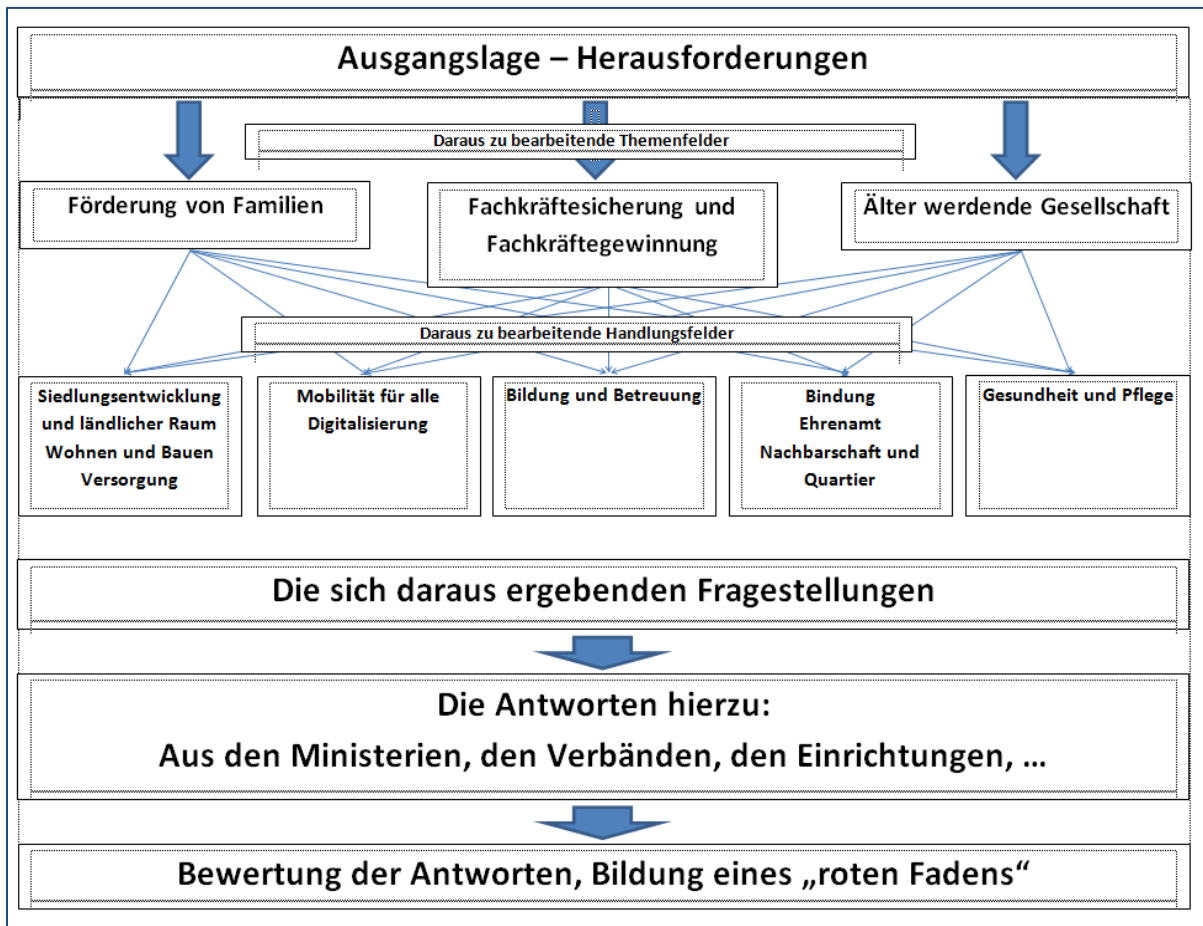 Ausgangslage – Herausforderungen
Daraus zu bearbeitende Themenfelder
Förderung von Familien
Fachkräftesicherung und
Fachkräftegewinnung
Älter werdende Gesellschaft
Daraus zu bearbeitende Handlungsfelder
Siedlungsentwicklung
und ländlicher Raum
Wohnen und Bauen
Versorgung
Mobilität für alle
Digitalisierung
Bildung und Betreuung
Bindung
Ehrenamt
Nachbarschaft und
Quartier
Gesundheit und Pflege
Die sich daraus ergebenden Fragestellungen
Die Antworten hierzu:
Aus den Ministerien, den Verbänden, den Einrichtungen, …
Bewertung der Antworten, Bildung eines „roten Fadens“